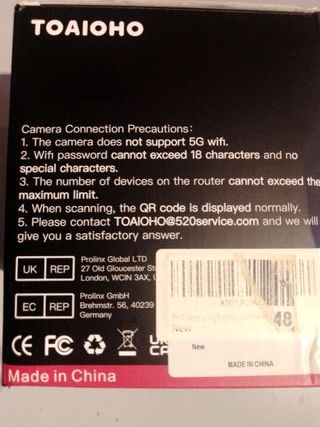 TOAIOHO
Camera Connection Precautions:
1. The camera does not support 5G wifi.
2. Wifi password cannot exceed 18 characters and no
special characters.
3. The number of devices on the router cannot exceed the
maximum limit.
4. When scanning, the QR code is displayed normally.
5. Please contact TOAIOHO@520service.com and we will
give you a satisfactory answer.
UK REP
Prolinx Global LTD
27 Old Gloucester
London, WCIN 3AX,
EC REP
Prolinx GmbH
Brehmstr. 56, 40239
Germany
48
New
New
MADE IN CHINA
CE FC
Made in China